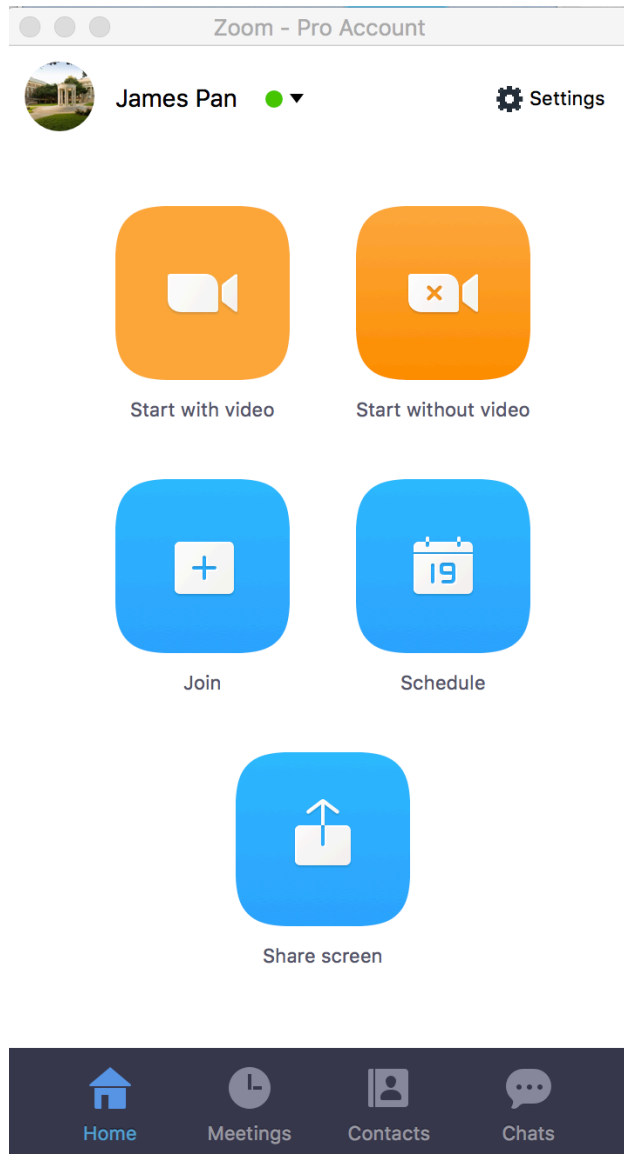 Zoom - Pro Account
James Pan
Settings
Start with video
Start without video
19
Join
Schedule
Share screen
Home
Meetings
Contacts
Chats